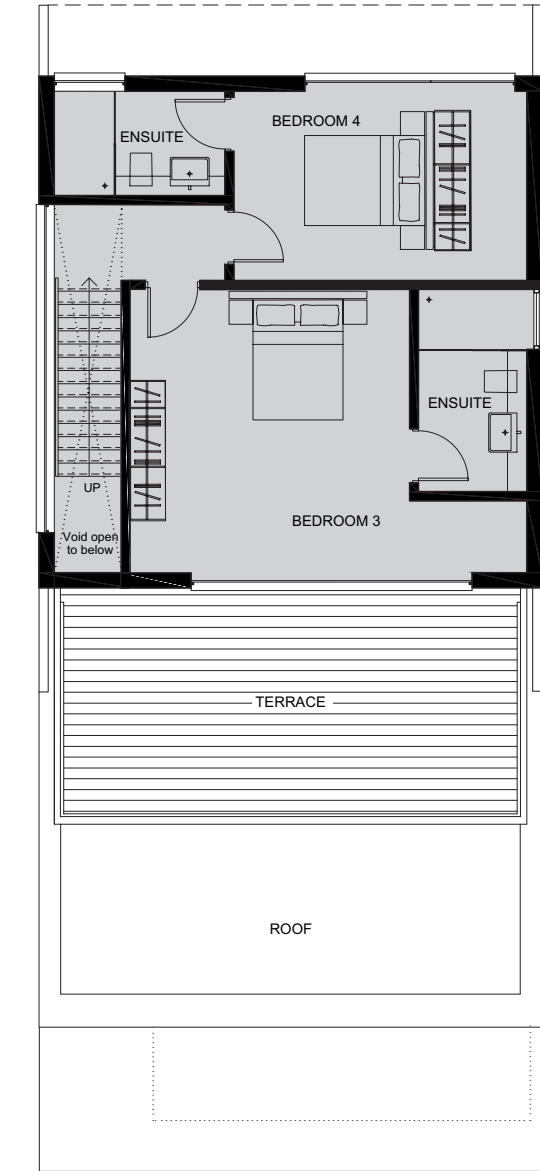 BEDROOM 4
ENSUITE
ENSUITE
UP
BEDROOM 3
Void open
to below
TERRACE
ROOF